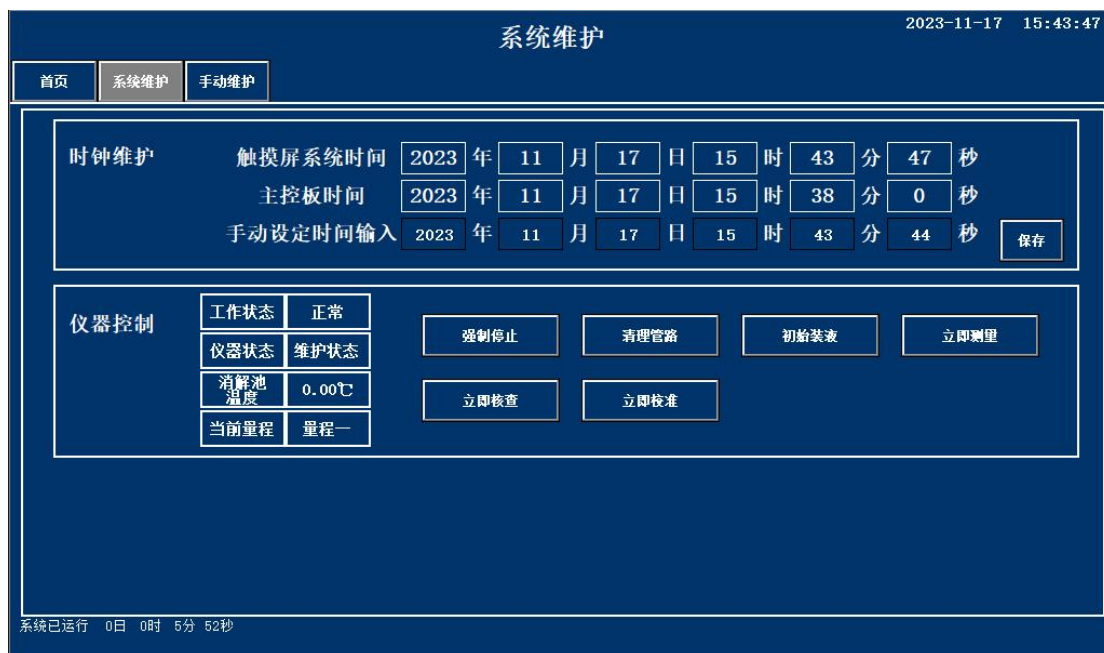 系统维护
2023-11-17 15:43:47
首页 系统维护 手动维护
时钟维护 触摸屏系统时间 2023 年 11 月 17 日 15 时 43 分 47 秒
主控板时间 2023 年 11 月 17 日 15 时 38 分 0 秒
手动设定时间输入 2023 年 11 月 17 日 15 时 43 分 44 秒 保存
仪器控制
工作状态 正常
仪器状态 维护状态
消解池
温度 0.00℃
当前量程 量程一
强制停止 清理管路 初始装液 立即测量
立即核查 立即校准
系统已运行 0日 0时 5分 52秒